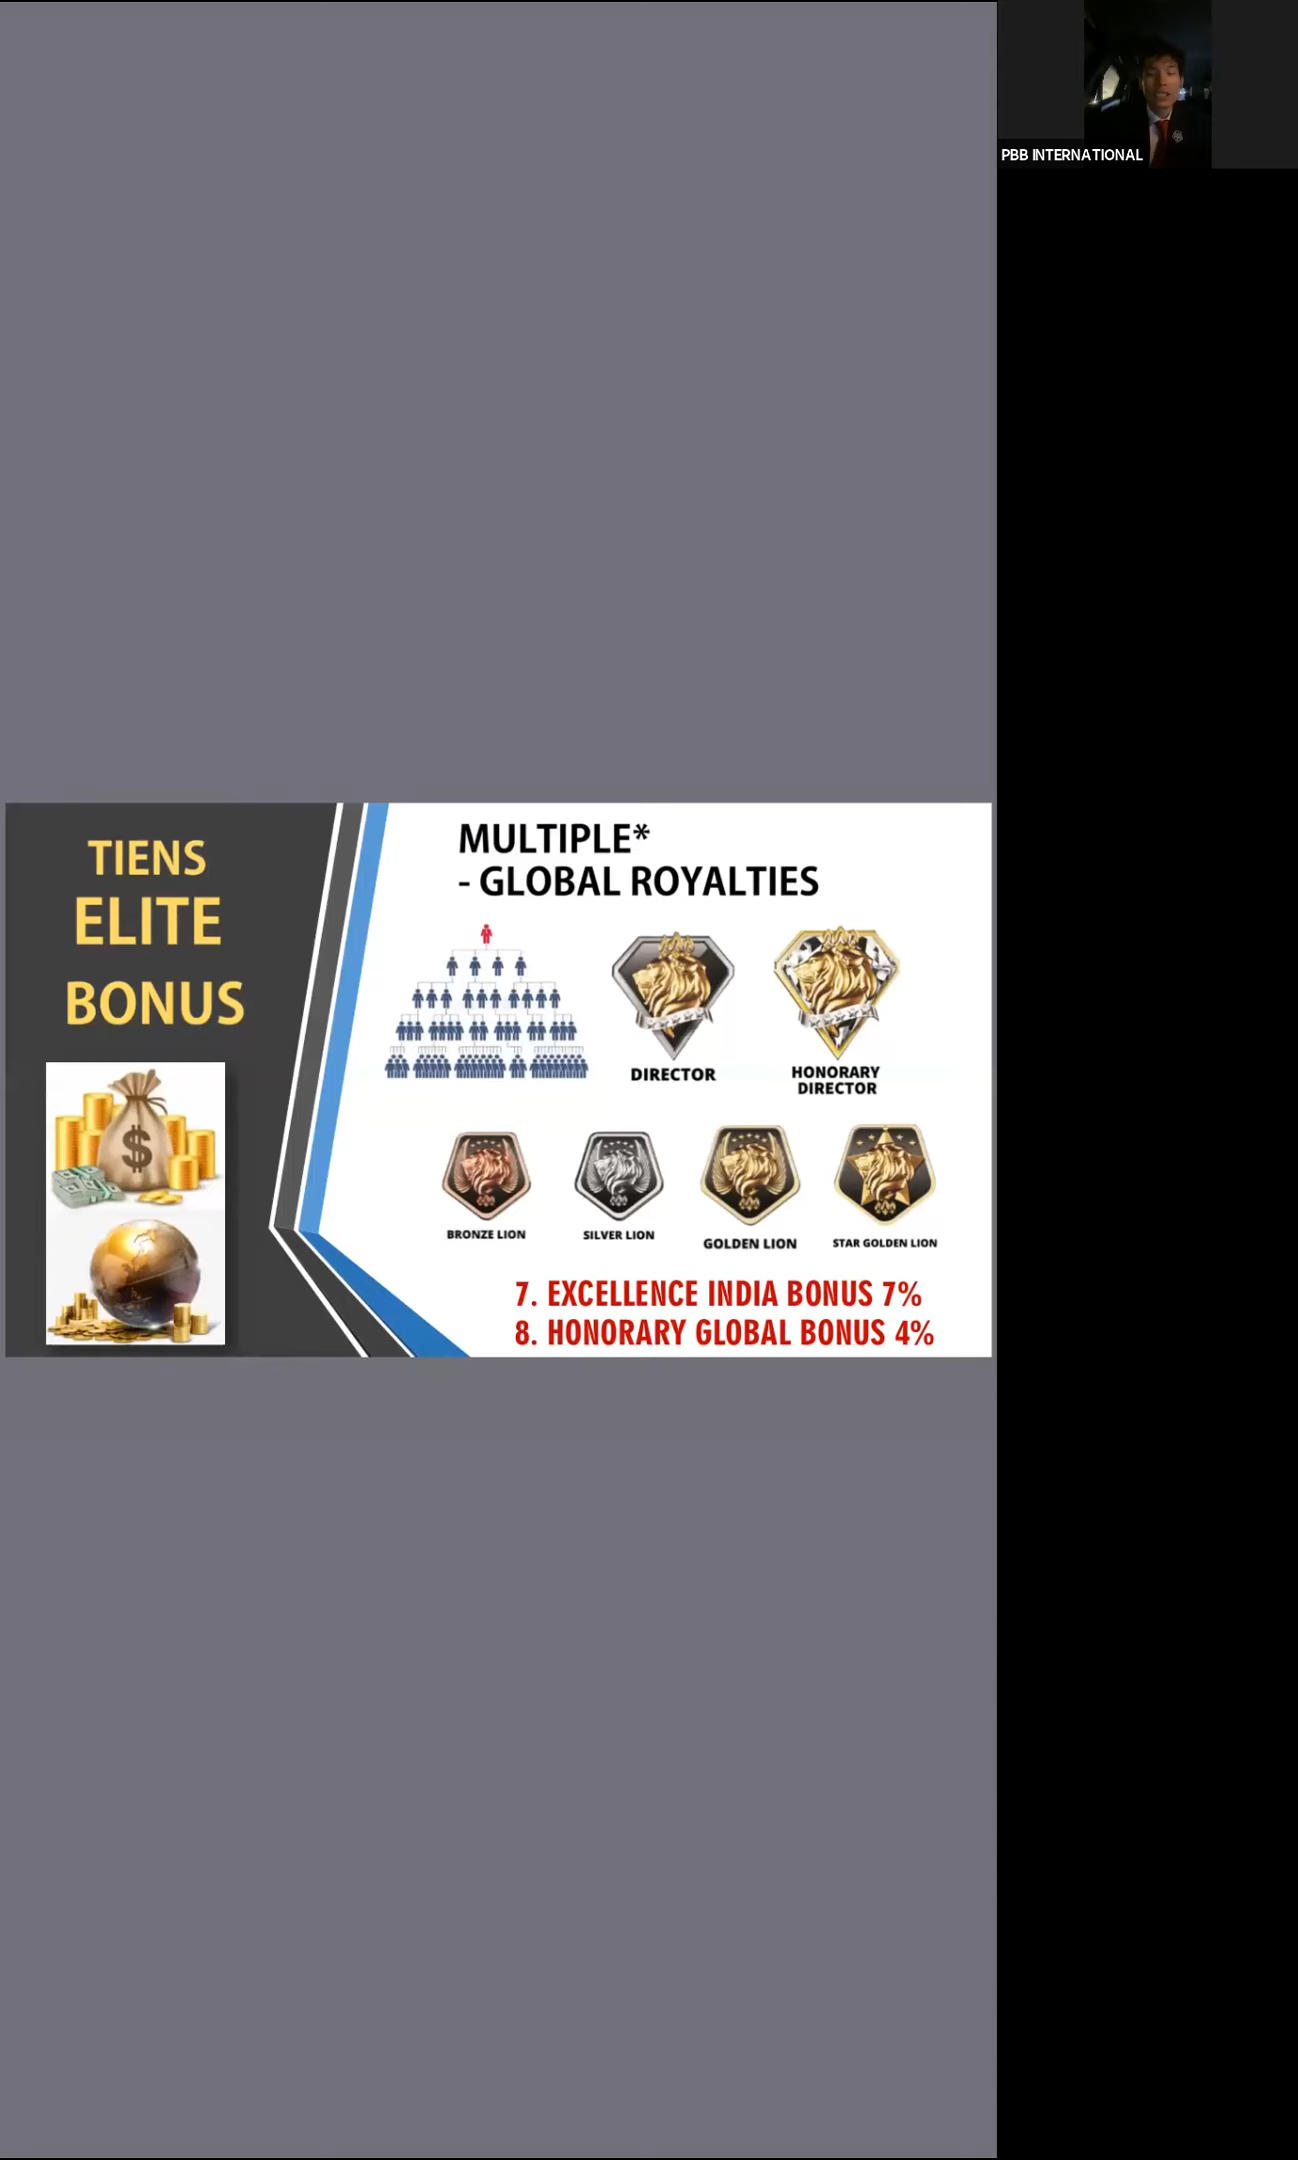 PBB INTERNATIONAL
TIENS
ELITE
BONUS
MULTIPLE*
- GLOBAL ROYALTIES
DIRECTOR
HONORARY
DIRECTOR
BRONZE LION
SILVER LION
GOLDEN LION
STAR GOLDEN LION
7. EXCELLENCE INDIA BONUS 7%
8. HONORARY GLOBAL BONUS 4%
$